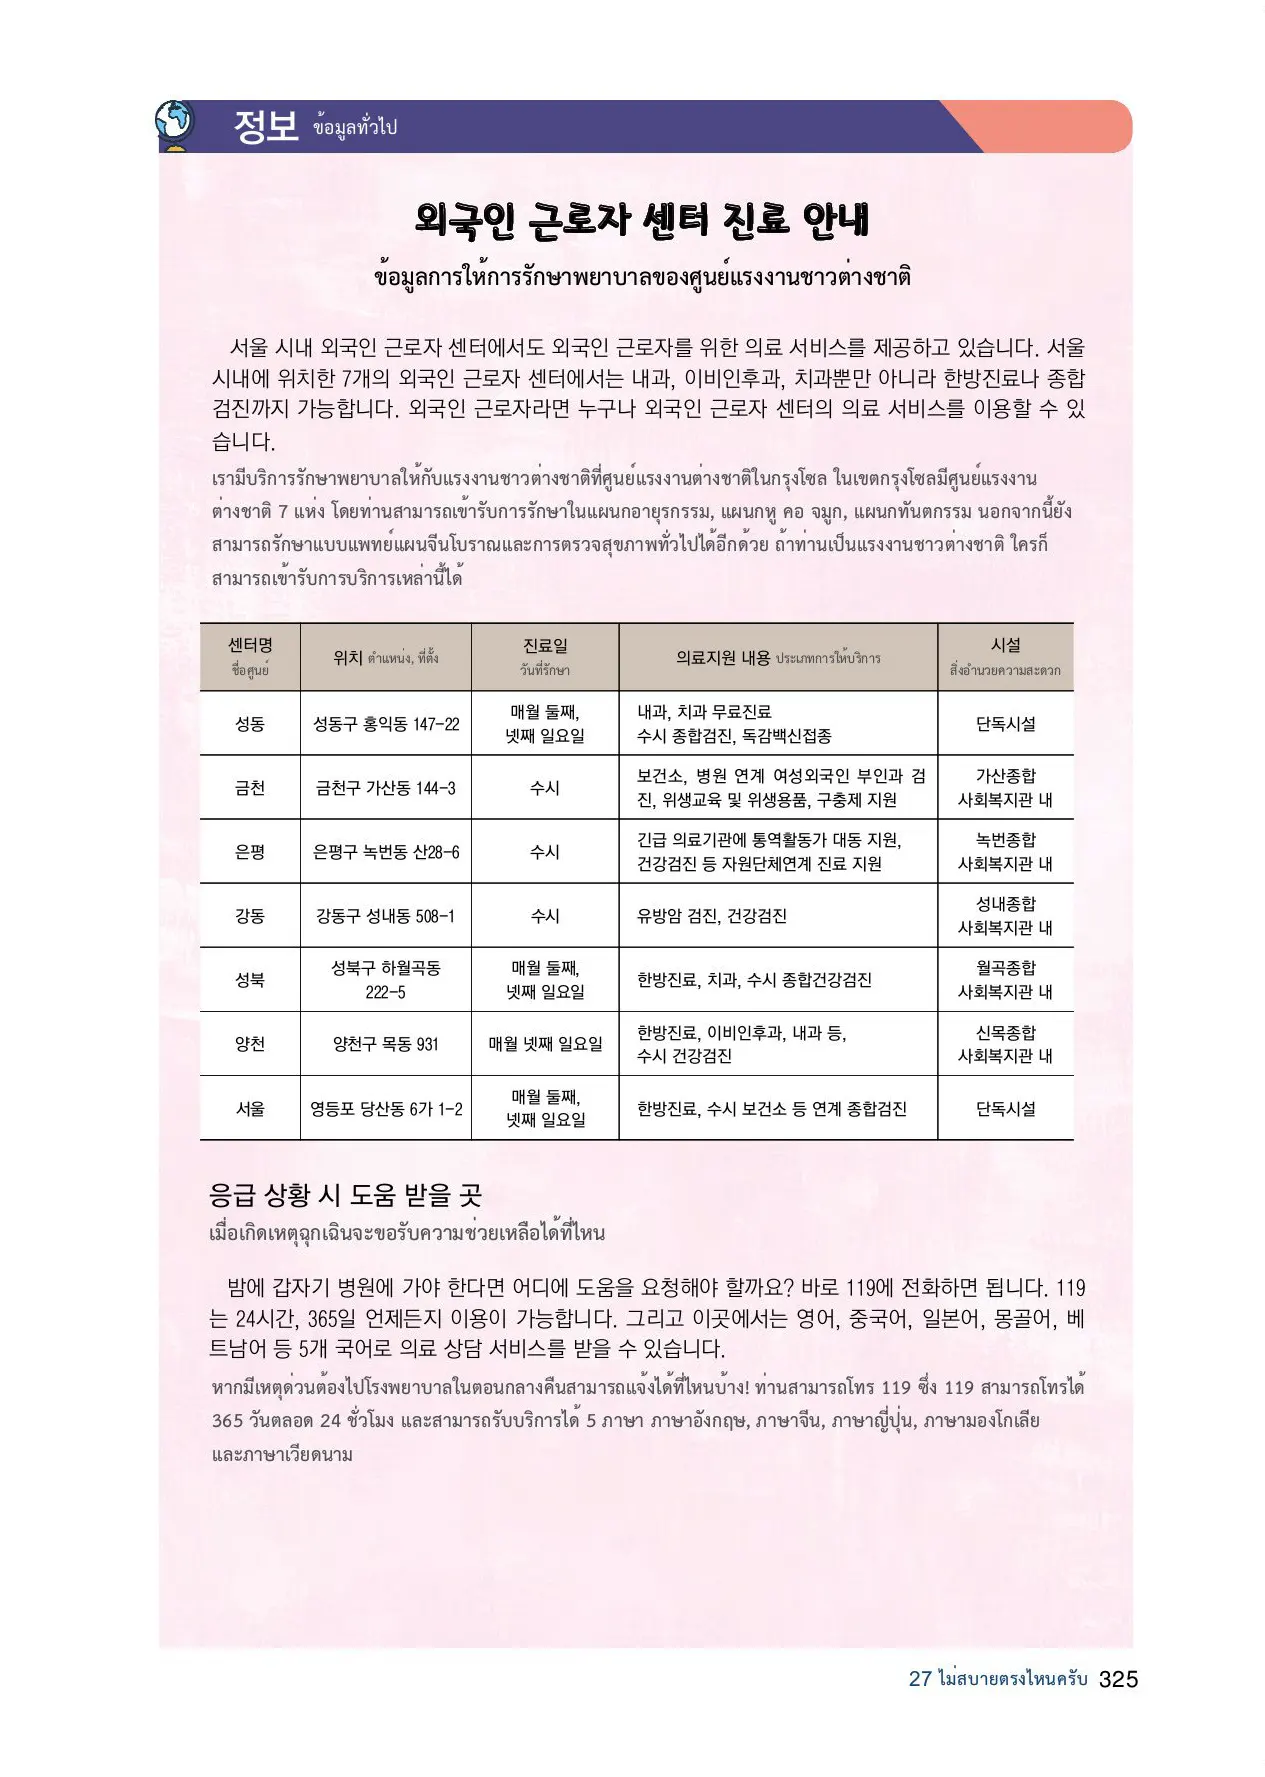 정보 ข้อมูลทั่วไป
외국인 근로자 센터 진료 안내
ข้อมูลการให้การรักษาพยาบาลของศูนย์แรงงานชาวต่างชาติ
서울 시내 외국인 근로자 센터에서도 외국인 근로자를 위한 의료 서비스를 제공하고 있습니다. 서울
시내에 위치한 7개의 외국인 근로자 센터에서는 내과, 이비인후과, 치과뿐만 아니라 한방진료나 종합
검진까지 가능합니다. 외국인 근로자라면 누구나 외국인 근로자 센터의 의료 서비스를 이용할 수 있
습니다.
เรามีบริการรักษาพยาบาลให้กับแรงงานชาวต่างชาติที่ศูนย์แรงงานต่างชาติในกรุงโซล ในเขตกรุงโซลมีศูนย์แรงงาน
ต่างชาติ 7 แห่ง โดยท่านสามารถเข้ารับการรักษาในแผนกอายุรกรรม, แผนกหู คอ จมูก, แผนกทันตกรรม นอกจากนี้ยัง
สามารถรักษาแบบแพทย์แผนจีนโบราณและการตรวจสุขภาพทั่วไปได้อีกด้วย ถ้าท่านเป็นแรงงานชาวต่างชาติ ใครก็
สามารถเข้ารับการบริการเหล่านี้ได้
센터명
ชื่อศูนย์
위치 ตำแหน่ง, ที่ตั้ง
진료일
วันที่รักษา
의료지원 내용 ประเภทการให้บริการ
시설
สิ่งอำนวยความสะดวก
성동
성동구 홍익동 147-22
매월 둘째,
넷째 일요일
내과, 치과 무료진료
수시 종합검진, 독감백신접종
단독시설
금천
금천구 가산동 144-3
수시
보건소, 병원 연계 여성외국인 부인과 검
진, 위생교육 및 위생용품, 구충제 지원
가산종합
사회복지관 내
은평
은평구 녹번동 산28-6
수시
긴급 의료기관에 통역활동가 대동 지원,
건강검진 등 자원단체연계 진료 지원
녹번종합
사회복지관 내
강동
강동구 성내동 508-1
수시
유방암 검진, 건강검진
성내종합
사회복지관 내
성북
성북구 하월곡동
222-5
매월 둘째,
넷째 일요일
한방진료, 치과, 수시 종합건강검진
월곡종합
사회복지관 내
양천
양천구 목동 931
매월 넷째 일요일
한방진료, 이비인후과, 내과 등,
수시 건강검진
신목종합
사회복지관 내
서울
영등포 당산동 6가 1-2
매월 둘째,
넷째 일요일
한방진료, 수시 보건소 등 연계 종합검진
단독시설
응급 상황 시 도움 받을 곳
เมื่อเกิดเหตุฉุกเฉินจะขอรับความช่วยเหลือได้ที่ไหน
밤에 갑자기 병원에 가야 한다면 어디에 도움을 요청해야 할까요? 바로 119에 전화하면 됩니다. 119
는 24시간, 365일 언제든지 이용이 가능합니다. 그리고 이곳에서는 영어, 중국어, 일본어, 몽골어, 베
트남어 등 5개 국어로 의료 상담 서비스를 받을 수 있습니다.
หากมีเหตุด่วนต้องไปโรงพยาบาลในตอนกลางคืนสามารถแจ้งได้ที่ไหนบ้าง! ท่านสามารถโทร 119 ซึ่ง 119 สามารถโทรได้
365 วันตลอด 24 ชั่วโมง และสามารถรับบริการได้ 5 ภาษา ภาษาอังกฤษ, ภาษาจีน, ภาษาญี่ปุ่น, ภาษามองโกเลีย
และภาษาเวียดนาม
27 ไม่สบายตรงไหนครับ 325